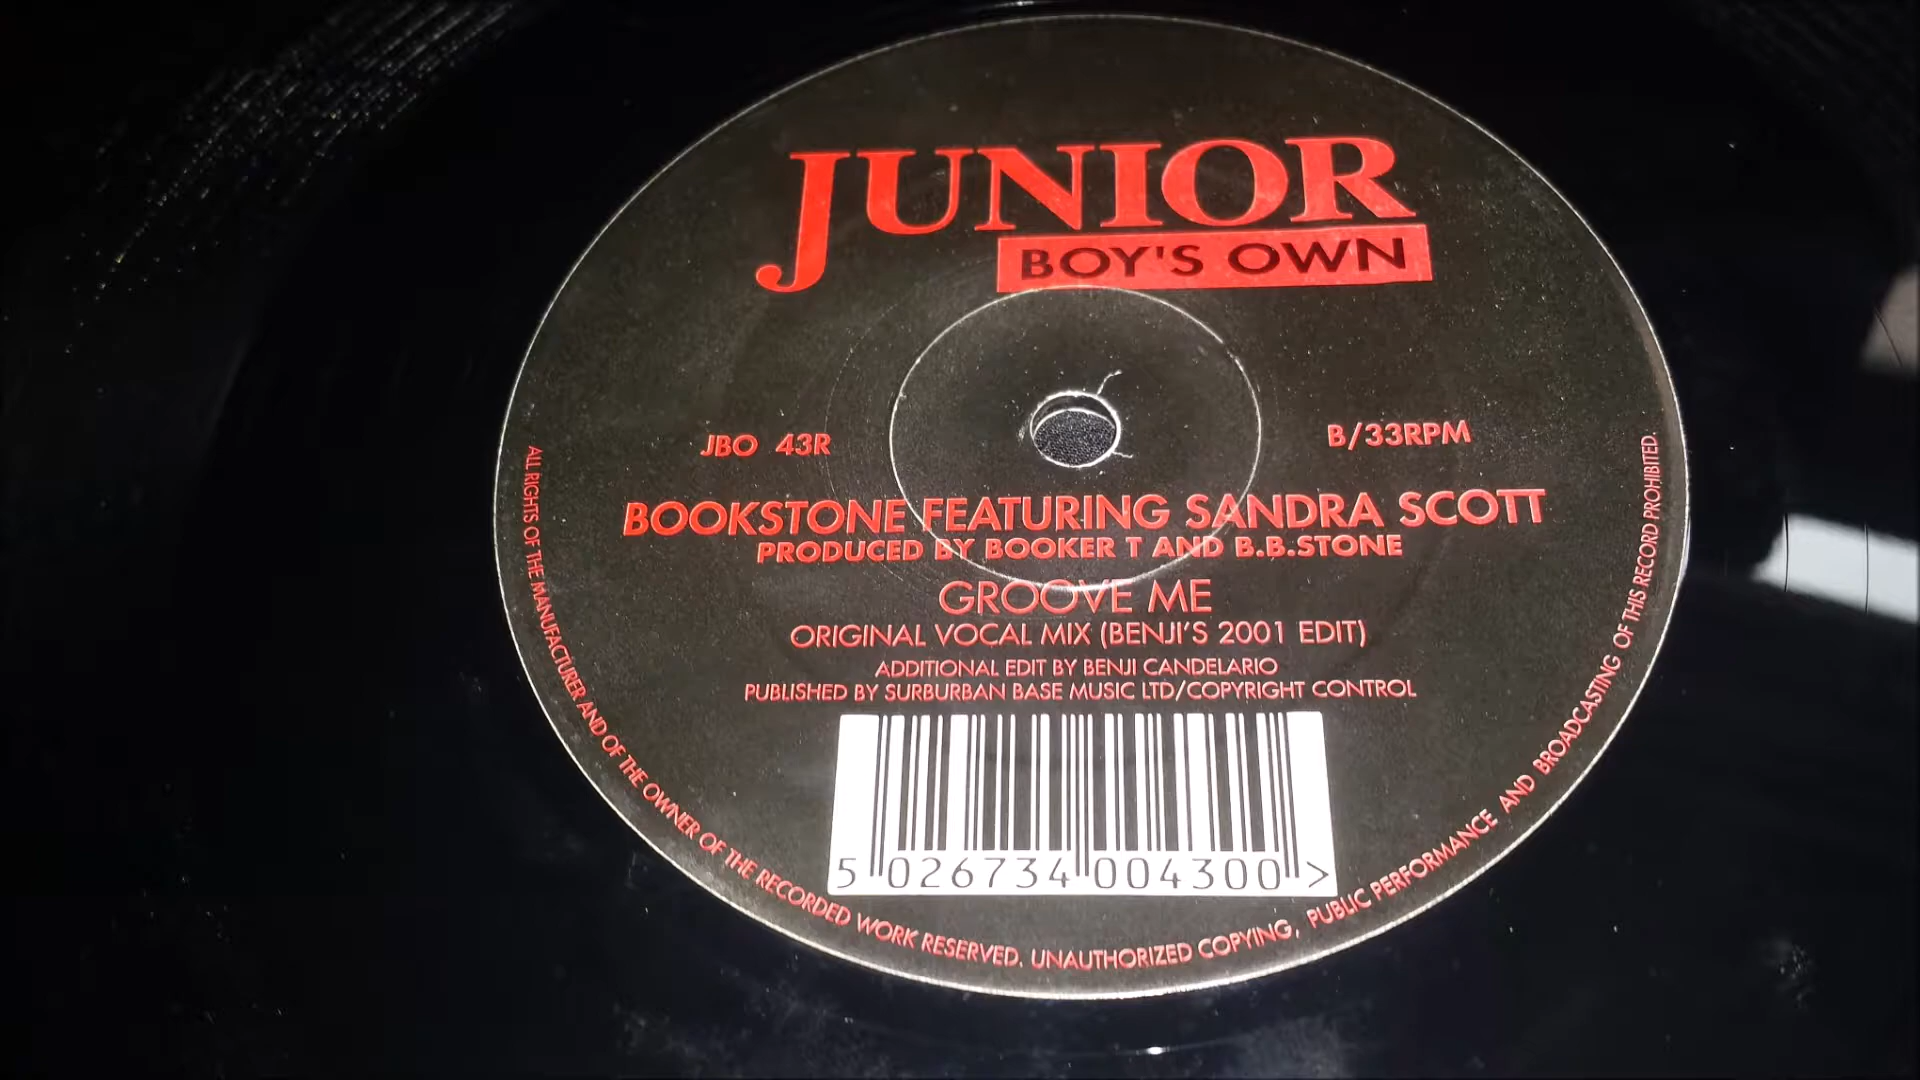 JUNIOR
BOY'S OWN
JBO 43R
B/33RPM
BOOKSTONE FEATURING SANDRA SCOTT
PRODUCED BY BOOKER T AND B.B.STONE
GROOVE ME
ORIGINAL VOCAL MIX (BENJI'S 2001 EDIT)
ADDITIONAL EDIT BY BENJI CANDELARIO
PUBLISHED BY SURBURBAN BASE MUSIC LTD/COPYRIGHT CONTROL
5 026734 004300 >
ALL RIGHTS OF THE MANUFACTURER AND OF THE OWNER OF THE RECORDED WORK RESERVED. UNAUTHORIZED COPYING, PUBLIC PERFORMANCE AND BROADCASTING OF THIS RECORD PROHIBITED.